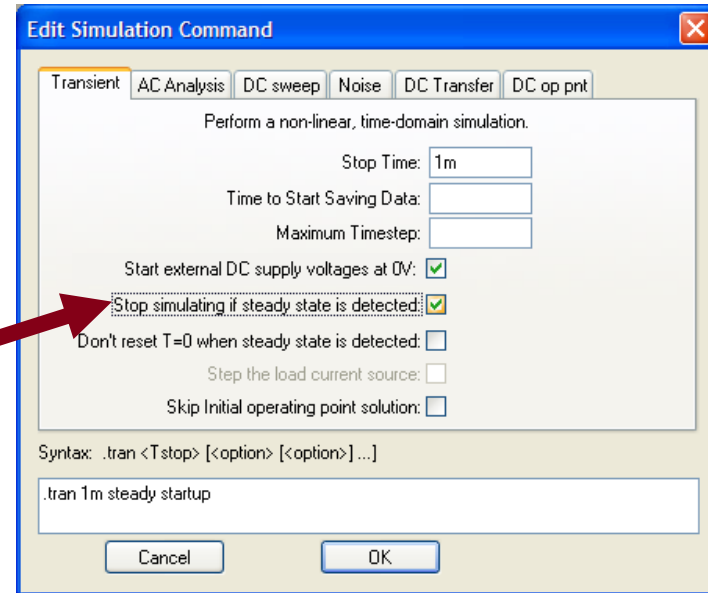 Edit Simulation Command
Transient AC Analysis DC sweep Noise DC Transfer DC op pnt
Perform a non-linear, time-domain simulation.
Stop Time: 1m
Time to Start Saving Data:
Maximum Timestep:
Start external DC supply voltages at 0V:
Stop simulating if steady state is detected:
Don't reset T=0 when steady state is detected:
Step the load current source:
Skip Initial operating point solution:
Syntax: .tran <Tstop> [<option> [<option>] ...]
.tran 1m steady startup
Cancel OK